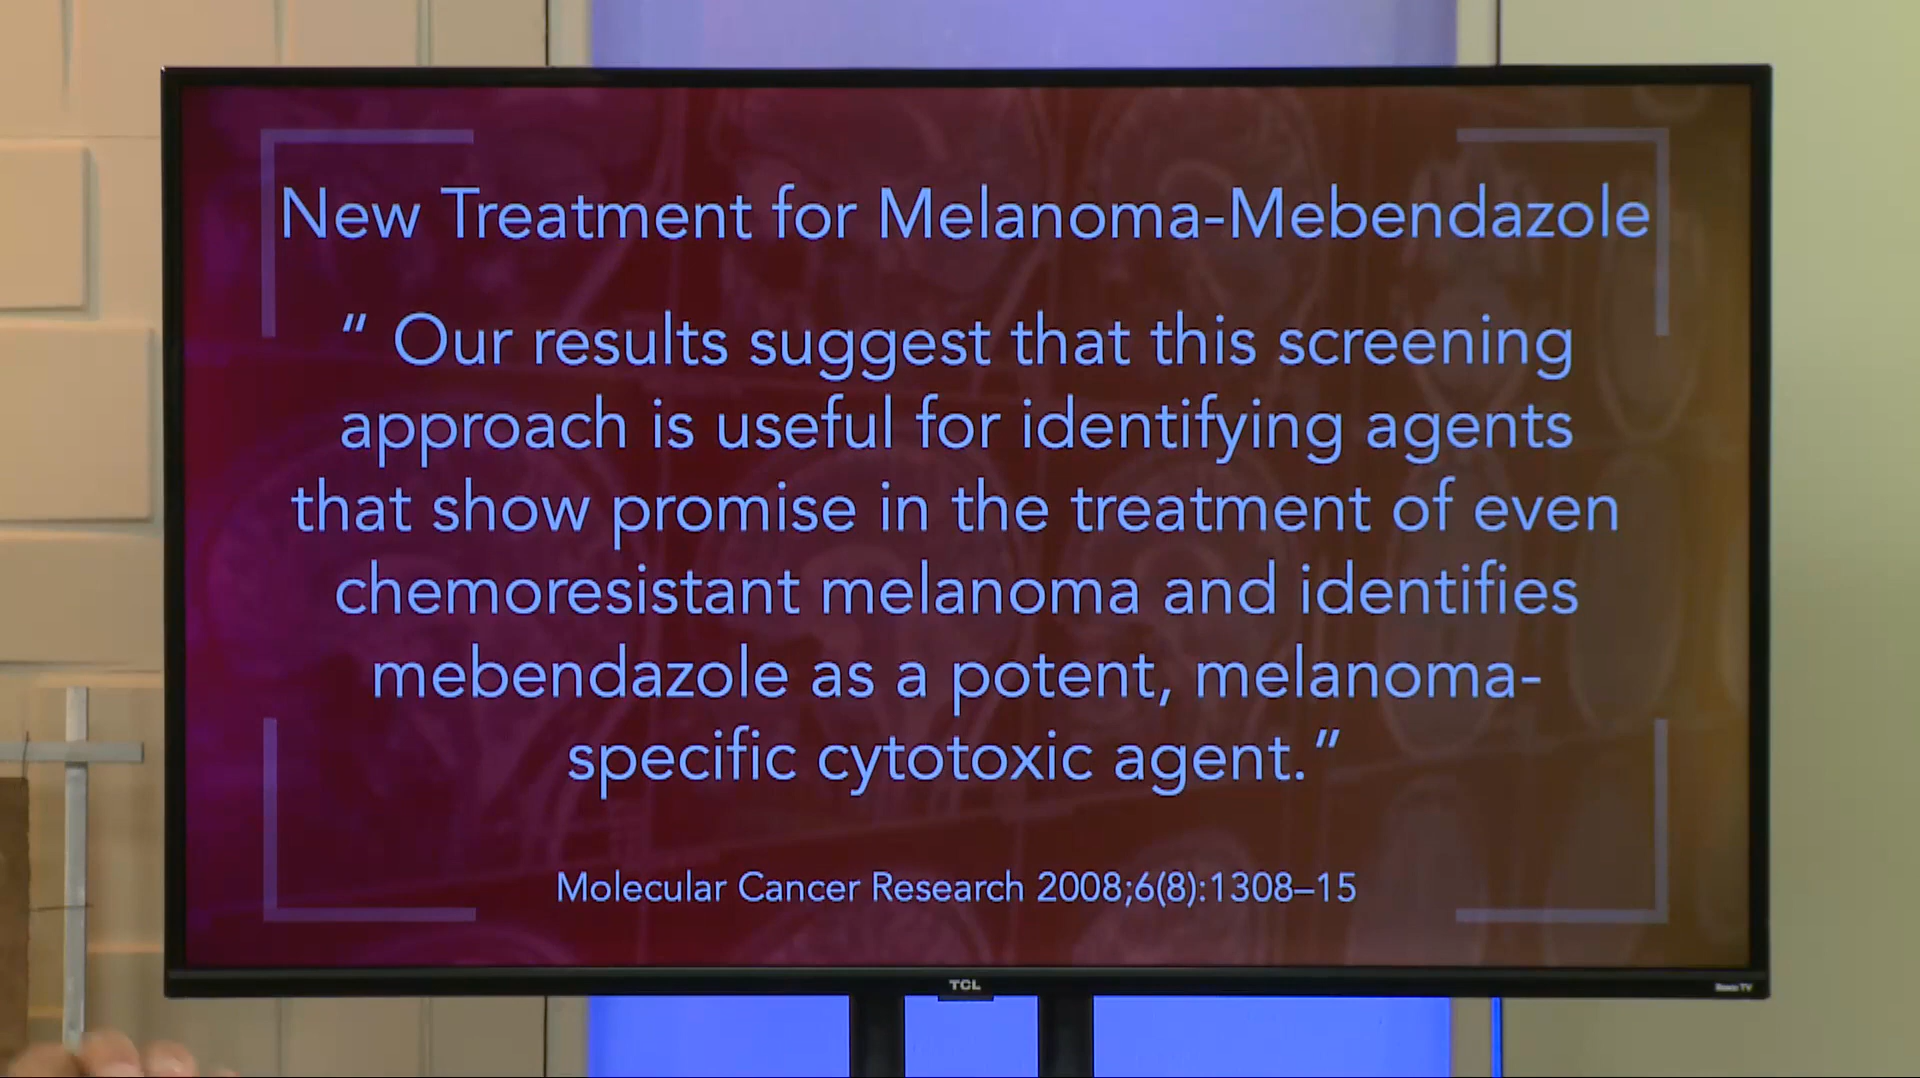 New Treatment for Melanoma-Mebendazole
“ Our results suggest that this screening
approach is useful for identifying agents
that show promise in the treatment of even
chemoresistant melanoma and identifies
mebendazole as a potent, melanoma-
specific cytotoxic agent.”
Molecular Cancer Research 2008;6(8):1308–15
TCL
Roku TV